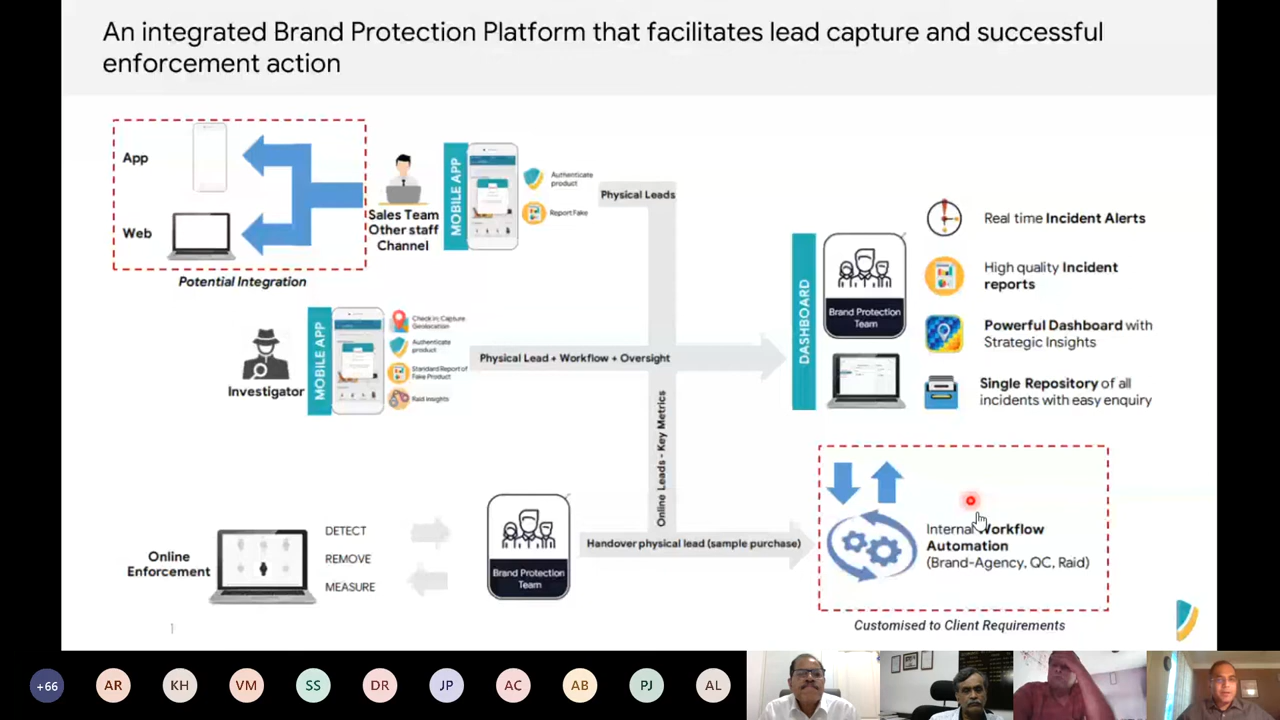 An integrated Brand Protection Platform that facilitates lead capture and successful
enforcement action
App
Web
Potential Integration
Sales Team
Other staff
Channel
MOBILE APP
Authenticate
product
Report Fake
Physical Leads
Investigator
MOBILE APP
Check in; Capture
Geolocation
Authenticate
product
Standard Report of
Fake Product
Raid Insights
Physical Lead + Workflow + Oversight
Online Leads - Key Metrics
DASHBOARD
Brand Protection
Team
Real time Incident Alerts
High quality Incident
reports
Powerful Dashboard with
Strategic Insights
Single Repository of all
incidents with easy enquiry
Online
Enforcement
DETECT
REMOVE
MEASURE
Brand Protection
Team
Handover physical lead (sample purchase)
Internal Workflow
Automation
(Brand-Agency, QC, Raid)
Customised to Client Requirements
1
+66
AR
KH
VM
SS
DR
JP
AC
AB
PJ
AL